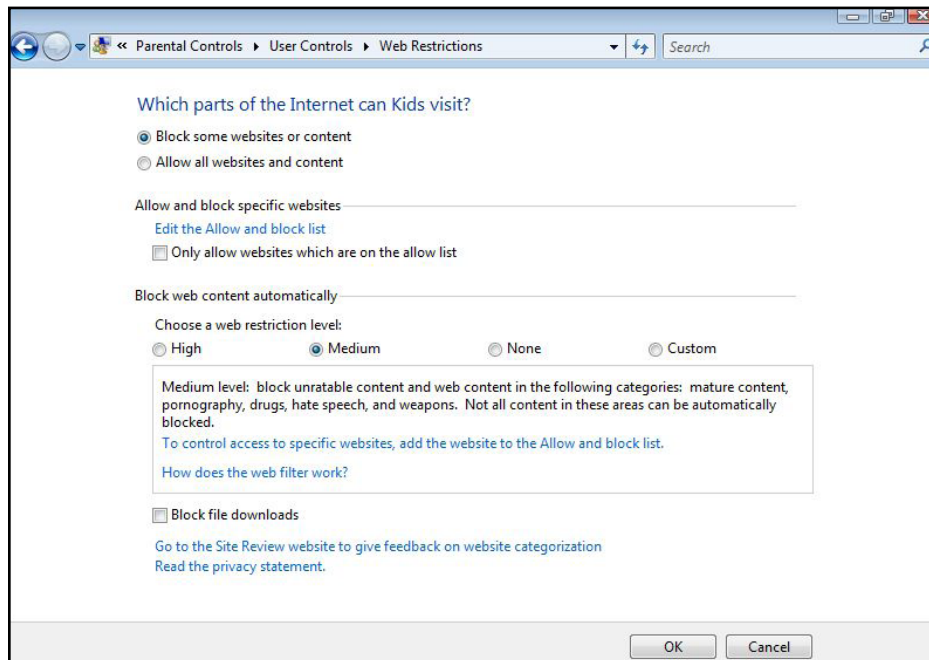 « Parental Controls ▸ User Controls ▸ Web Restrictions
Search
Which parts of the Internet can Kids visit?
Block some websites or content
Allow all websites and content
Allow and block specific websites
Edit the Allow and block list
Only allow websites which are on the allow list
Block web content automatically
Choose a web restriction level:
High Medium None Custom
Medium level: block unratable content and web content in the following categories: mature content,
pornography, drugs, hate speech, and weapons. Not all content in these areas can be automatically
blocked.
To control access to specific websites, add the website to the Allow and block list.
How does the web filter work?
Block file downloads
Go to the Site Review website to give feedback on website categorization
Read the privacy statement.
OK Cancel